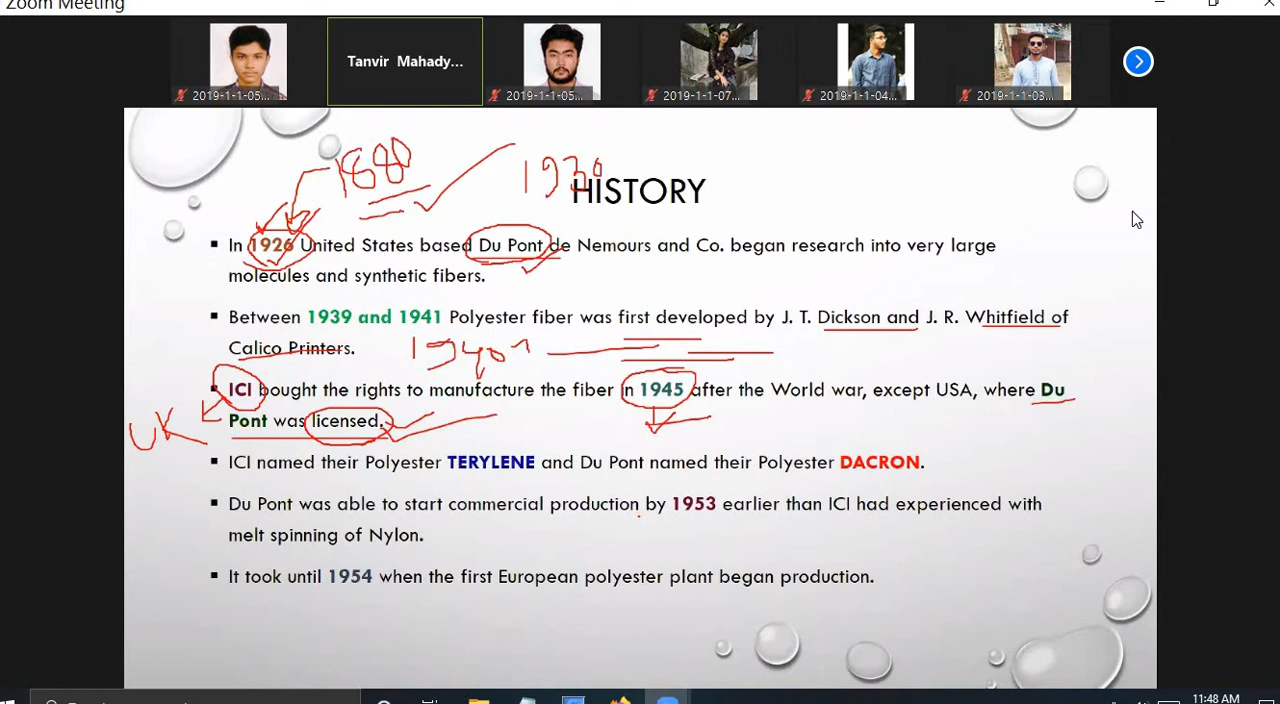 Zoom Meeting
2019-1-1-05...
Tanvir Mahady...
2019-1-1-05...
2019-1-1-07...
2019-1-1-04...
2019-1-1-03...
1880
1930
HISTORY
In 1926 United States based Du Pont de Nemours and Co. began research into very large
molecules and synthetic fibers.
Between 1939 and 1941 Polyester fiber was first developed by J. T. Dickson and J. R. Whitfield of
Calico Printers.
ICI bought the rights to manufacture the fiber in 1945 after the World war, except USA, where Du
Pont was licensed.
UK
ICI named their Polyester TERYLENE and Du Pont named their Polyester DACRON.
Du Pont was able to start commercial production by 1953 earlier than ICI had experienced with
melt spinning of Nylon.
It took until 1954 when the first European polyester plant began production.
11:48 AM